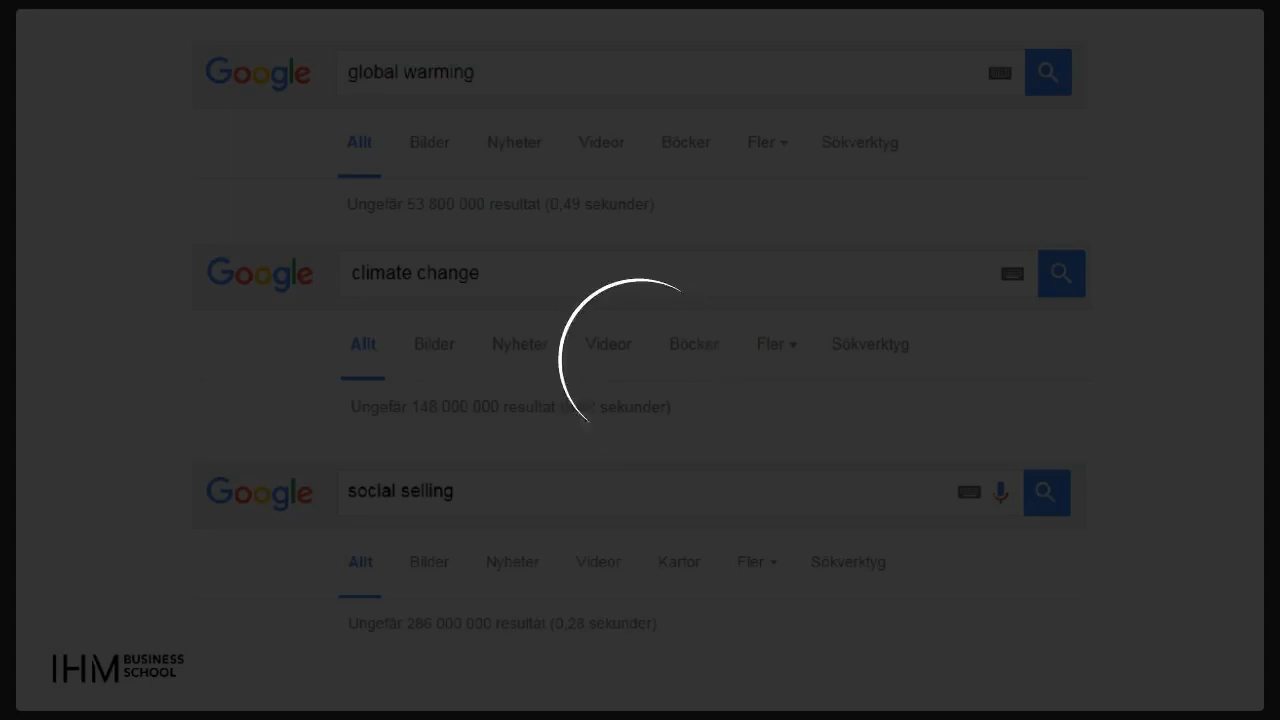 Google global warming
Allt Bilder Nyheter Videor Böcker Fler Sökverktyg
Ungefär 53 800 000 resultat (0,49 sekunder)
Google climate change
Allt Bilder Nyheter Videor Böcker Fler Sökverktyg
Ungefär 148 000 000 resultat sekunder)
Google social selling
Allt Bilder Nyheter Videor Kartor Fler Sökverktyg
Ungefär 286 000 000 resultat (0,28 sekunder)
IHM BUSINESS
SCHOOL